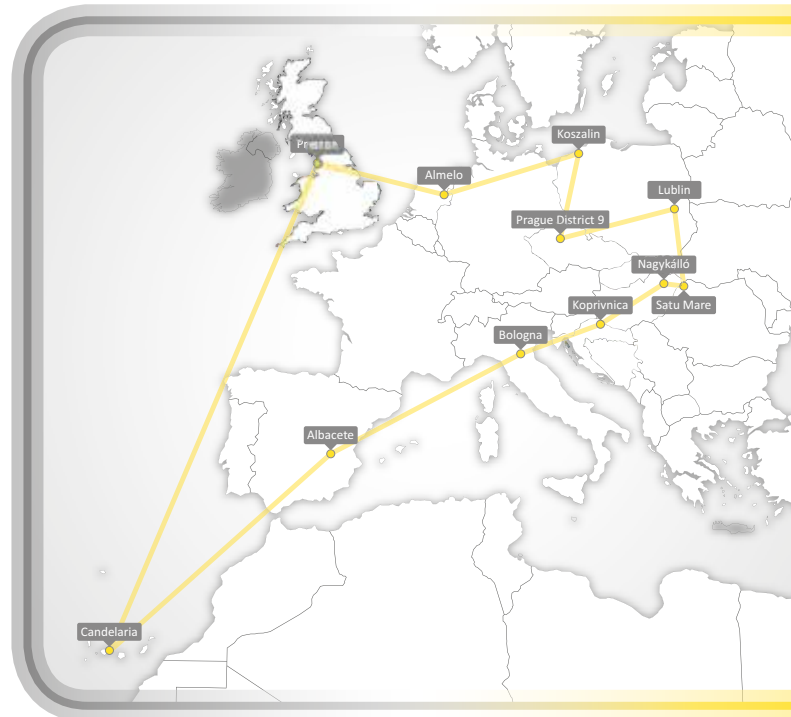 Koszalin
Almelo
Lublin
Prague District 9
Nagykálló
Koprivnica
Satu Mare
Bologna
Albacete
Candelaria